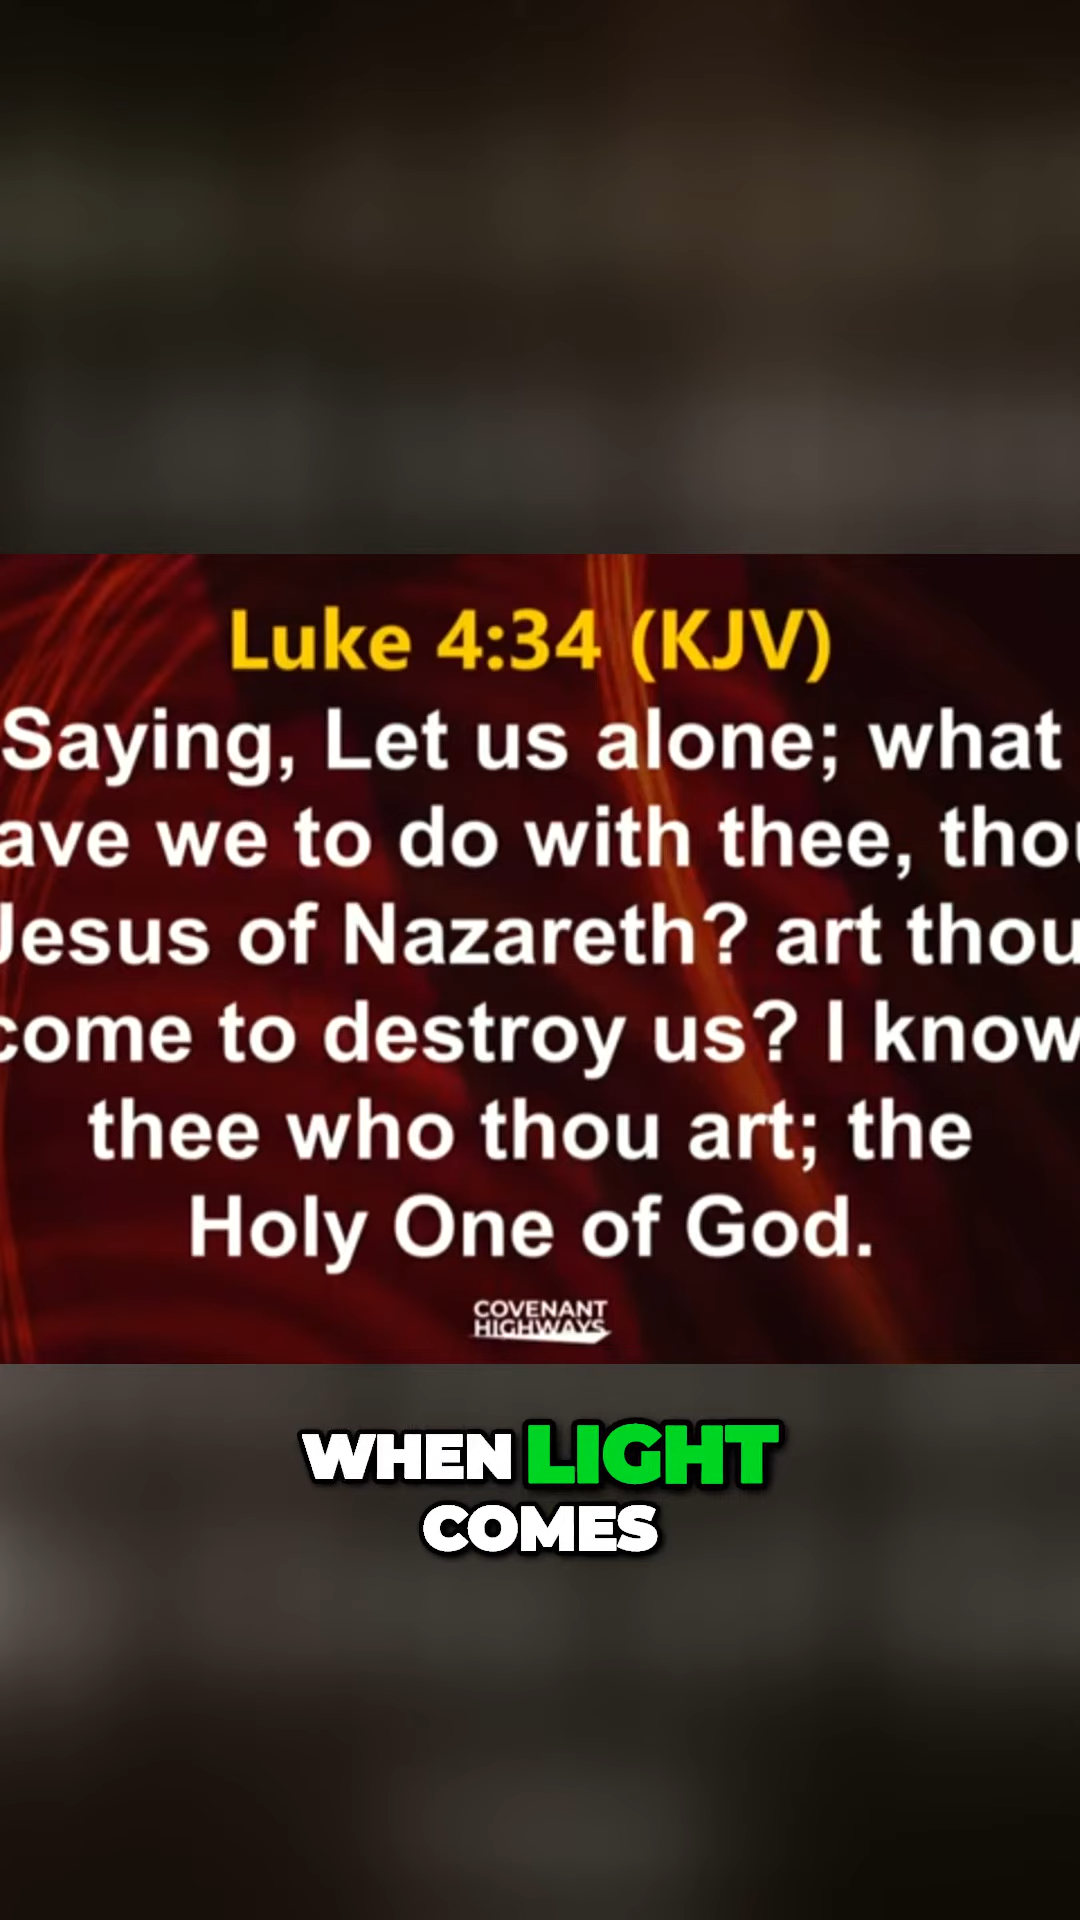 Luke 4:34 (KJV)
Saying, Let us alone; what
ave we to do with thee, thou
Jesus of Nazareth? art thou
come to destroy us? I know
thee who thou art; the
Holy One of God.
COVENANT
HIGHWAYS
WHEN LIGHT
COMES